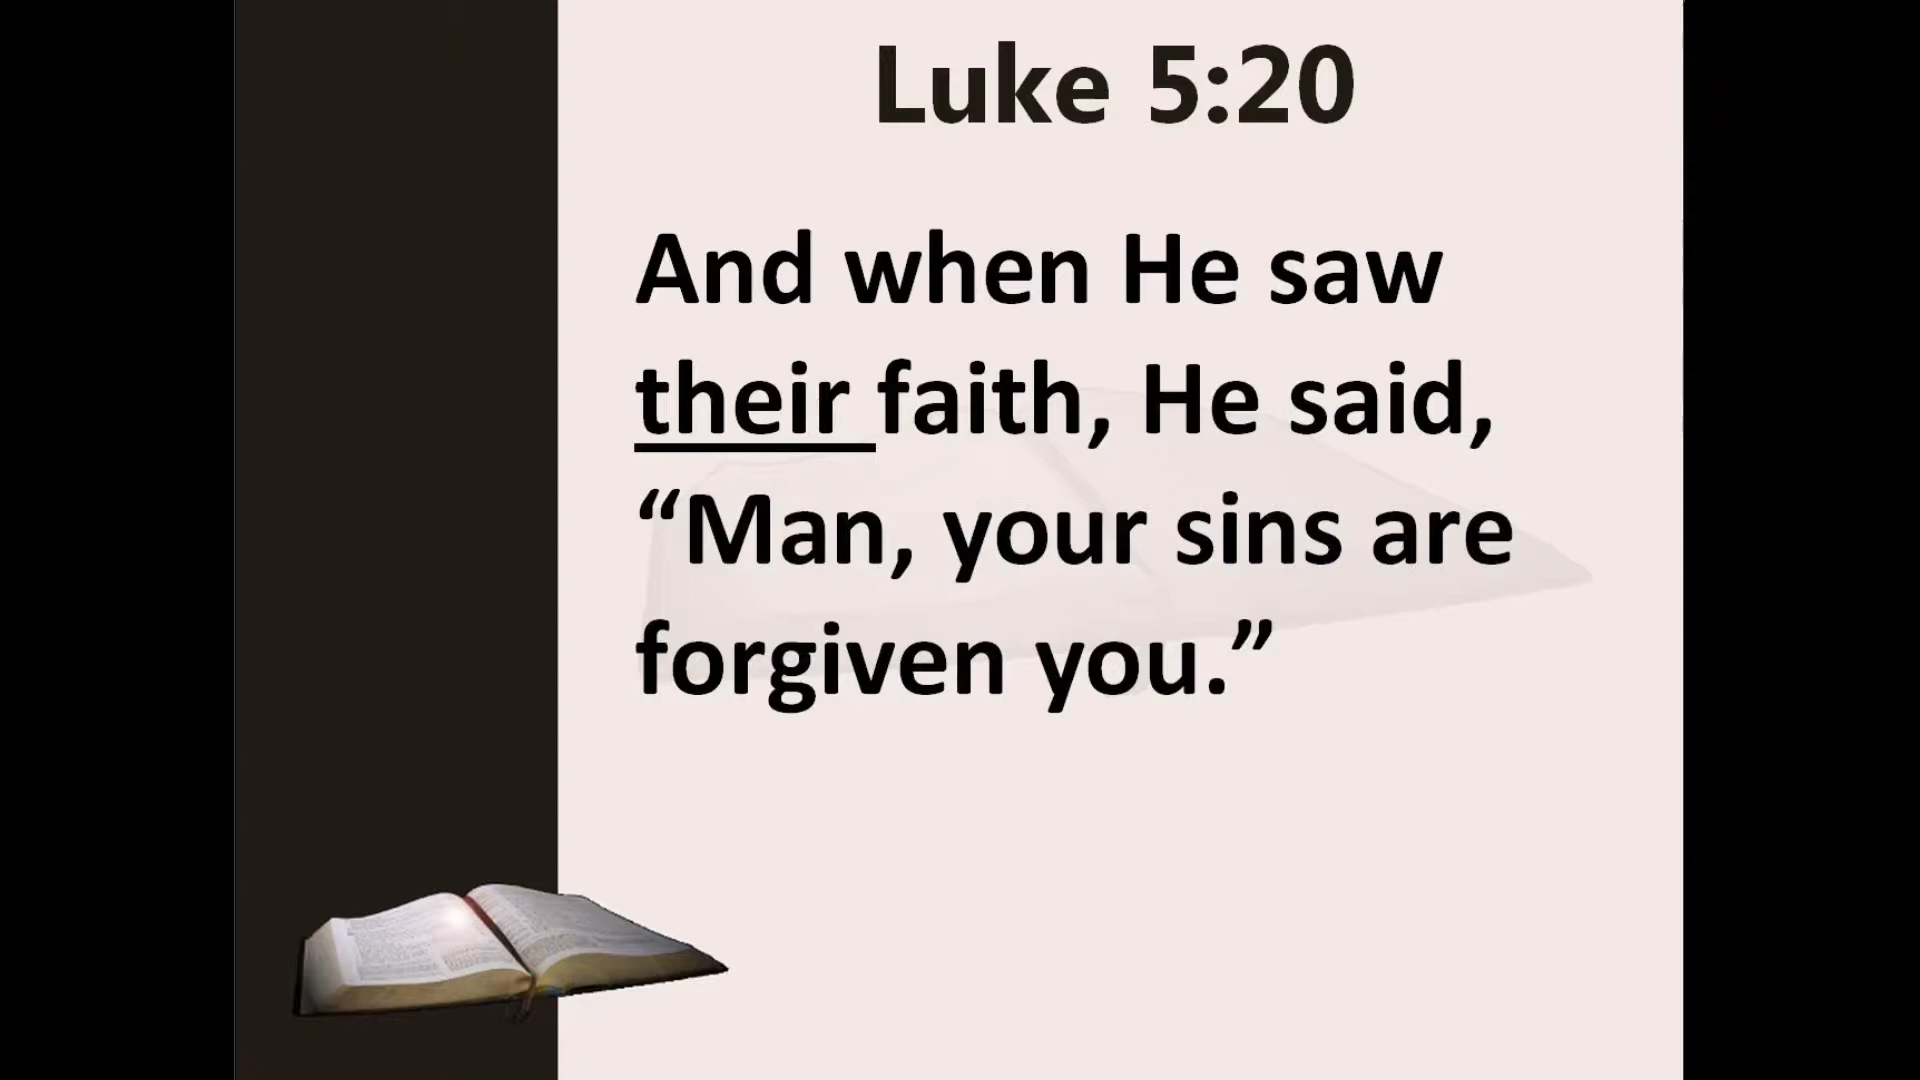 Luke 5:20
And when He saw
their faith, He said,
“Man, your sins are
forgiven you.”